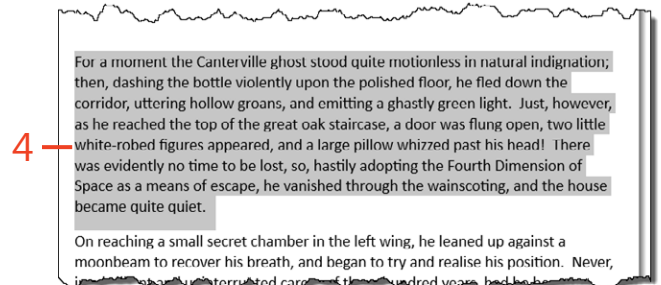 For a moment the Canterville ghost stood quite motionless in natural indignation;
then, dashing the bottle violently upon the polished floor, he fled down the
corridor, uttering hollow groans, and emitting a ghastly green light.  Just, however,
as he reached the top of the great oak staircase, a door was flung open, two little
4 white-robed figures appeared, and a large pillow whizzed past his head!  There
was evidently no time to be lost, so, hastily adopting the Fourth Dimension of
Space as a means of escape, he vanished through the wainscoting, and the house
became quite quiet.
On reaching a small secret chamber in the left wing, he leaned up against a
moonbeam to recover his breath, and began to try and realise his position.  Never,